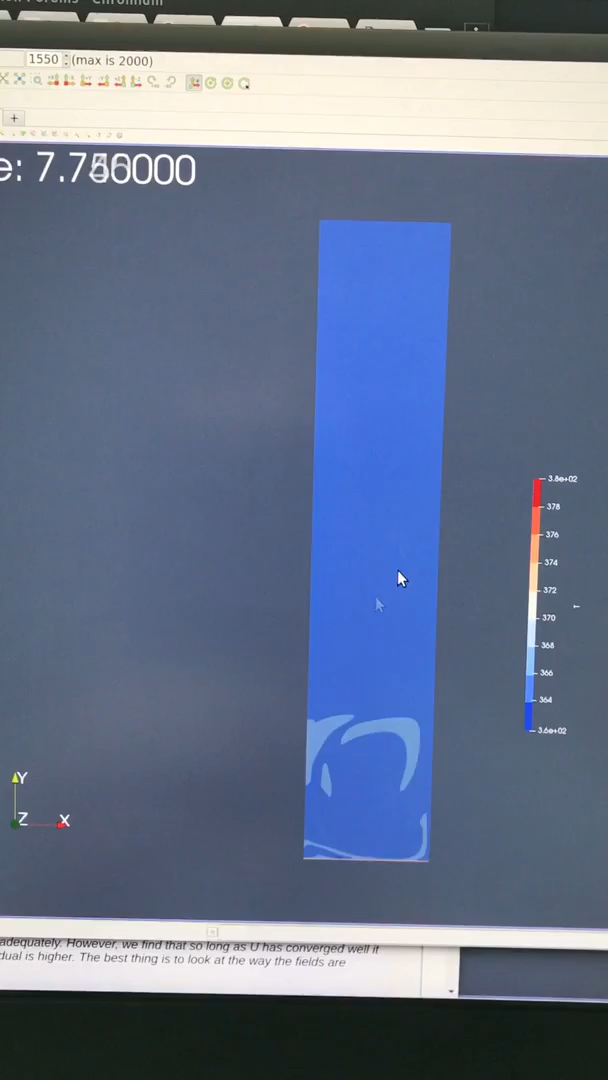 1550 (max is 2000)
+
e: 7.7 0000
3.8e+02
378
376
374
372
370
T
368
366
364
3.6e+02
Y
Z X
adequately. However, we find that so long as U has converged well it
dual is higher. The best thing is to look at the way the fields are